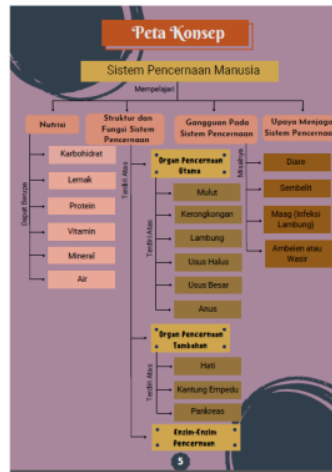 Peta Konsep
Sistem Pencernaan Manusia
Mempelajari
Nutrisi
Struktur dan
Fungsi Sistem
Pencernaan
Gangguan Pada
Sistem Pencernaan
Upaya Menjaga
Sistem Pencernaan
Dapat Berupa
Karbohidrat
Lemak
Protein
Vitamin
Mineral
Air
Terdiri Atas
Organ Pencernaan
Utama
Terdiri Atas
Mulut
Kerongkongan
Lambung
Usus Halus
Usus Besar
Anus
Organ Pencernaan
Tambahan
Terdiri Atas
Hati
Kantung Empedu
Pankreas
Enzim-Enzim
Pencernaan
Misalnya
Diare
Sembelit
Maag (Infeksi
Lambung)
Ambeien atau
Wasir
5